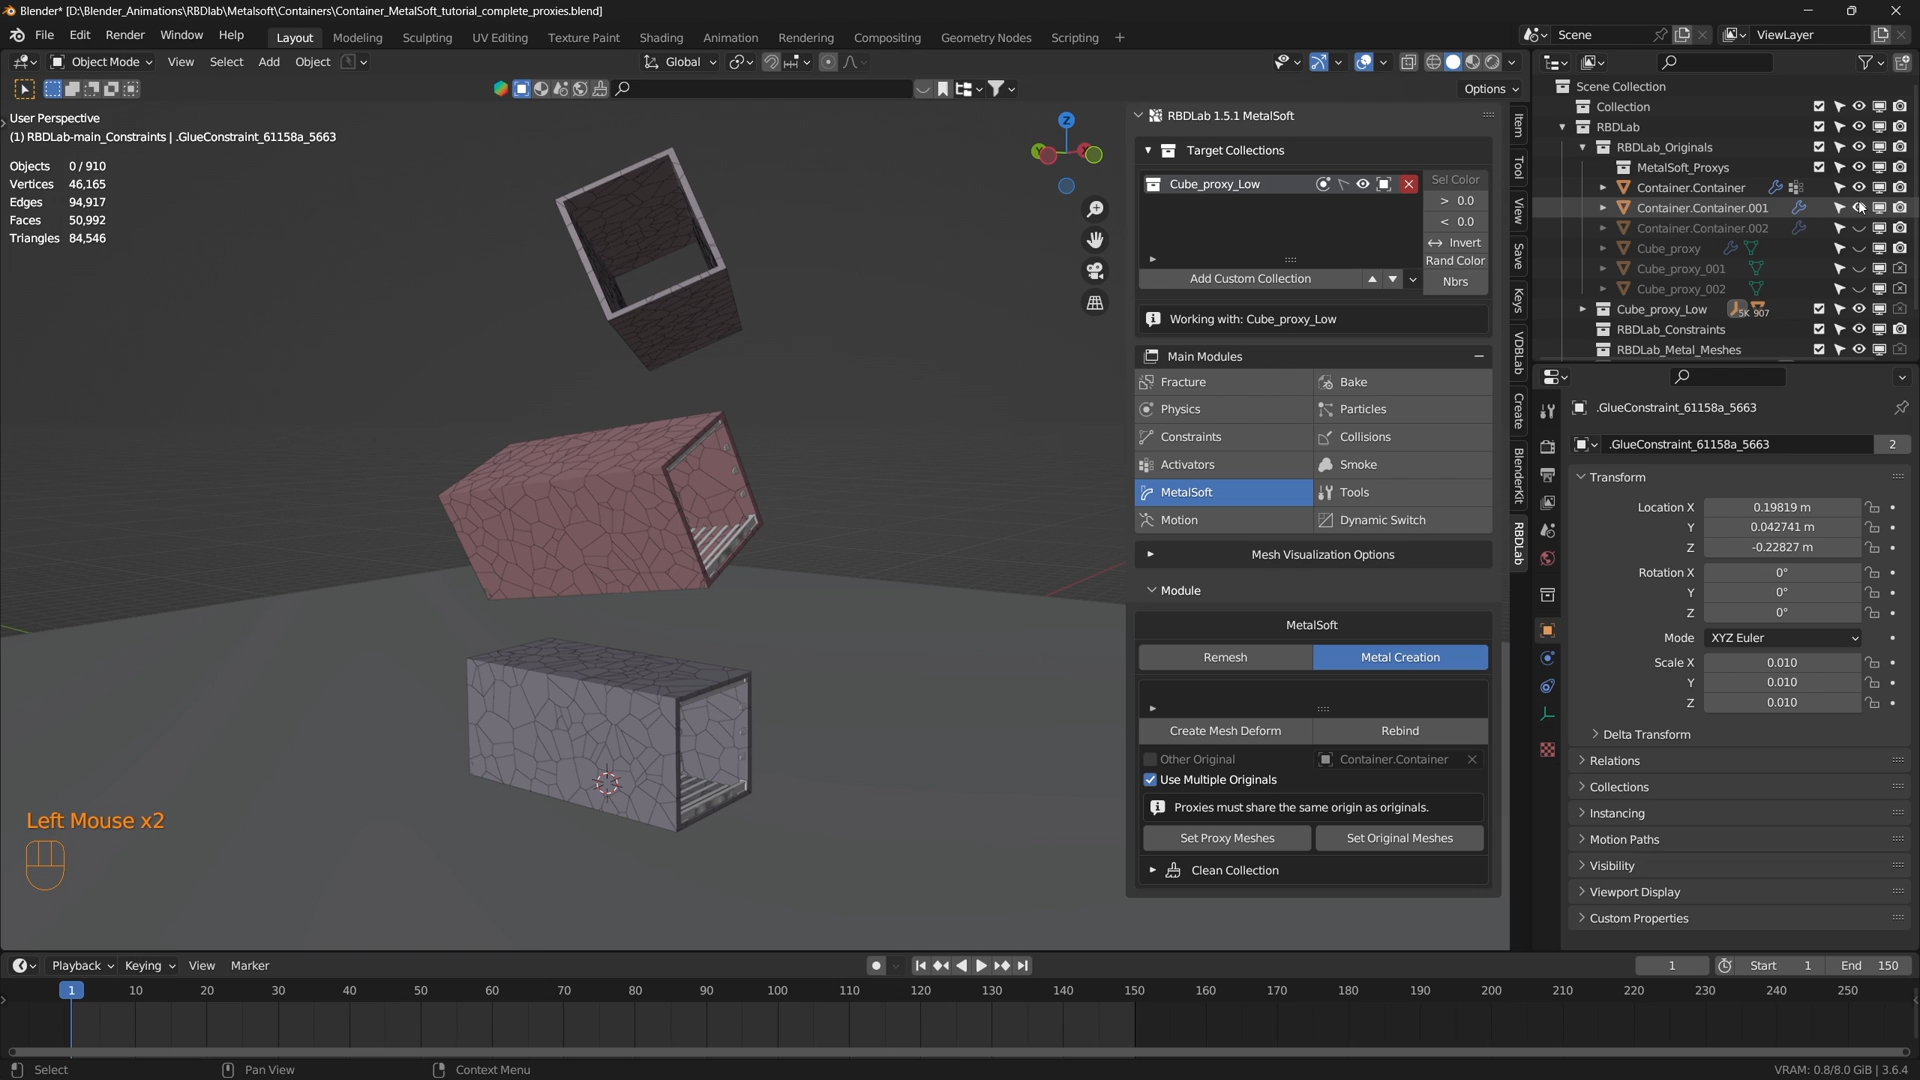 Blender* [D:\Blender_Animations\RBDlab\Metalsoft\Containers\Container_MetalSoft_tutorial_complete_proxies.blend]
File Edit Render Window Help Layout Modeling Sculpting UV Editing Texture Paint Shading Animation Rendering Compositing Geometry Nodes Scripting + Scene ViewLayer
Object Mode View Select Add Object Global
Options
User Perspective
(1) RBDLab-main_Constraints | .GlueConstraint_61158a_5663
Objects 0 / 910
Vertices 46,165
Edges 94,917
Faces 50,992
Triangles 84,546
Z
Y
X
Left Mouse x2
RBDLab 1.5.1 MetalSoft
Target Collections
Cube_proxy_Low
Sel Color
> 0.0
< 0.0
Invert
Rand Color
Add Custom Collection
Nbrs
Working with: Cube_proxy_Low
Main Modules
Fracture Bake
Physics Particles
Constraints Collisions
Activators Smoke
MetalSoft Tools
Motion Dynamic Switch
Mesh Visualization Options
Module
MetalSoft
Remesh Metal Creation
Create Mesh Deform Rebind
Other Original Container.Container
Use Multiple Originals
Proxies must share the same origin as originals.
Set Proxy Meshes Set Original Meshes
Clean Collection
Item
Tool
View
Save
Keys
VDBLab
Create
BlenderKit
RBDLab
Scene Collection
Collection
RBDLab
RBDLab_Originals
MetalSoft_Proxys
Container.Container
Container.Container.001
Container.Container.002
Cube_proxy
Cube_proxy_001
Cube_proxy_002
Cube_proxy_Low 5K 907
RBDLab_Constraints
RBDLab_Metal_Meshes
.GlueConstraint_61158a_5663
.GlueConstraint_61158a_5663 2
Transform
Location X 0.19819 m
Y 0.042741 m
Z -0.22827 m
Rotation X 0°
Y 0°
Z 0°
Mode XYZ Euler
Scale X 0.010
Y 0.010
Z 0.010
Delta Transform
Relations
Collections
Instancing
Motion Paths
Visibility
Viewport Display
Custom Properties
Playback Keying View Marker 1 Start 1 End 150
1 10 20 30 40 50 60 70 80 90 100 110 120 130 140 150 160 170 180 190 200 210 220 230 240 250
Select Pan View Context Menu VRAM: 0.8/8.0 GiB | 3.6.4